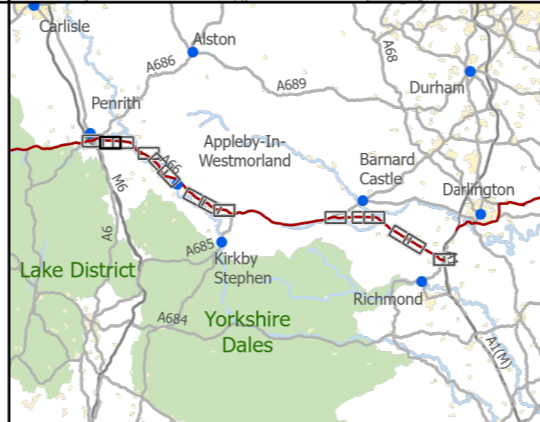 Carlisle
Alston
A68
A686
A689
Durham
Penrith
Appleby-In-
Westmorland
Barnard
Castle
A66
Darlington
M6
A6
A685
Lake District
Kirkby
Stephen
Richmond
A684
Yorkshire
Dales
A1(M)